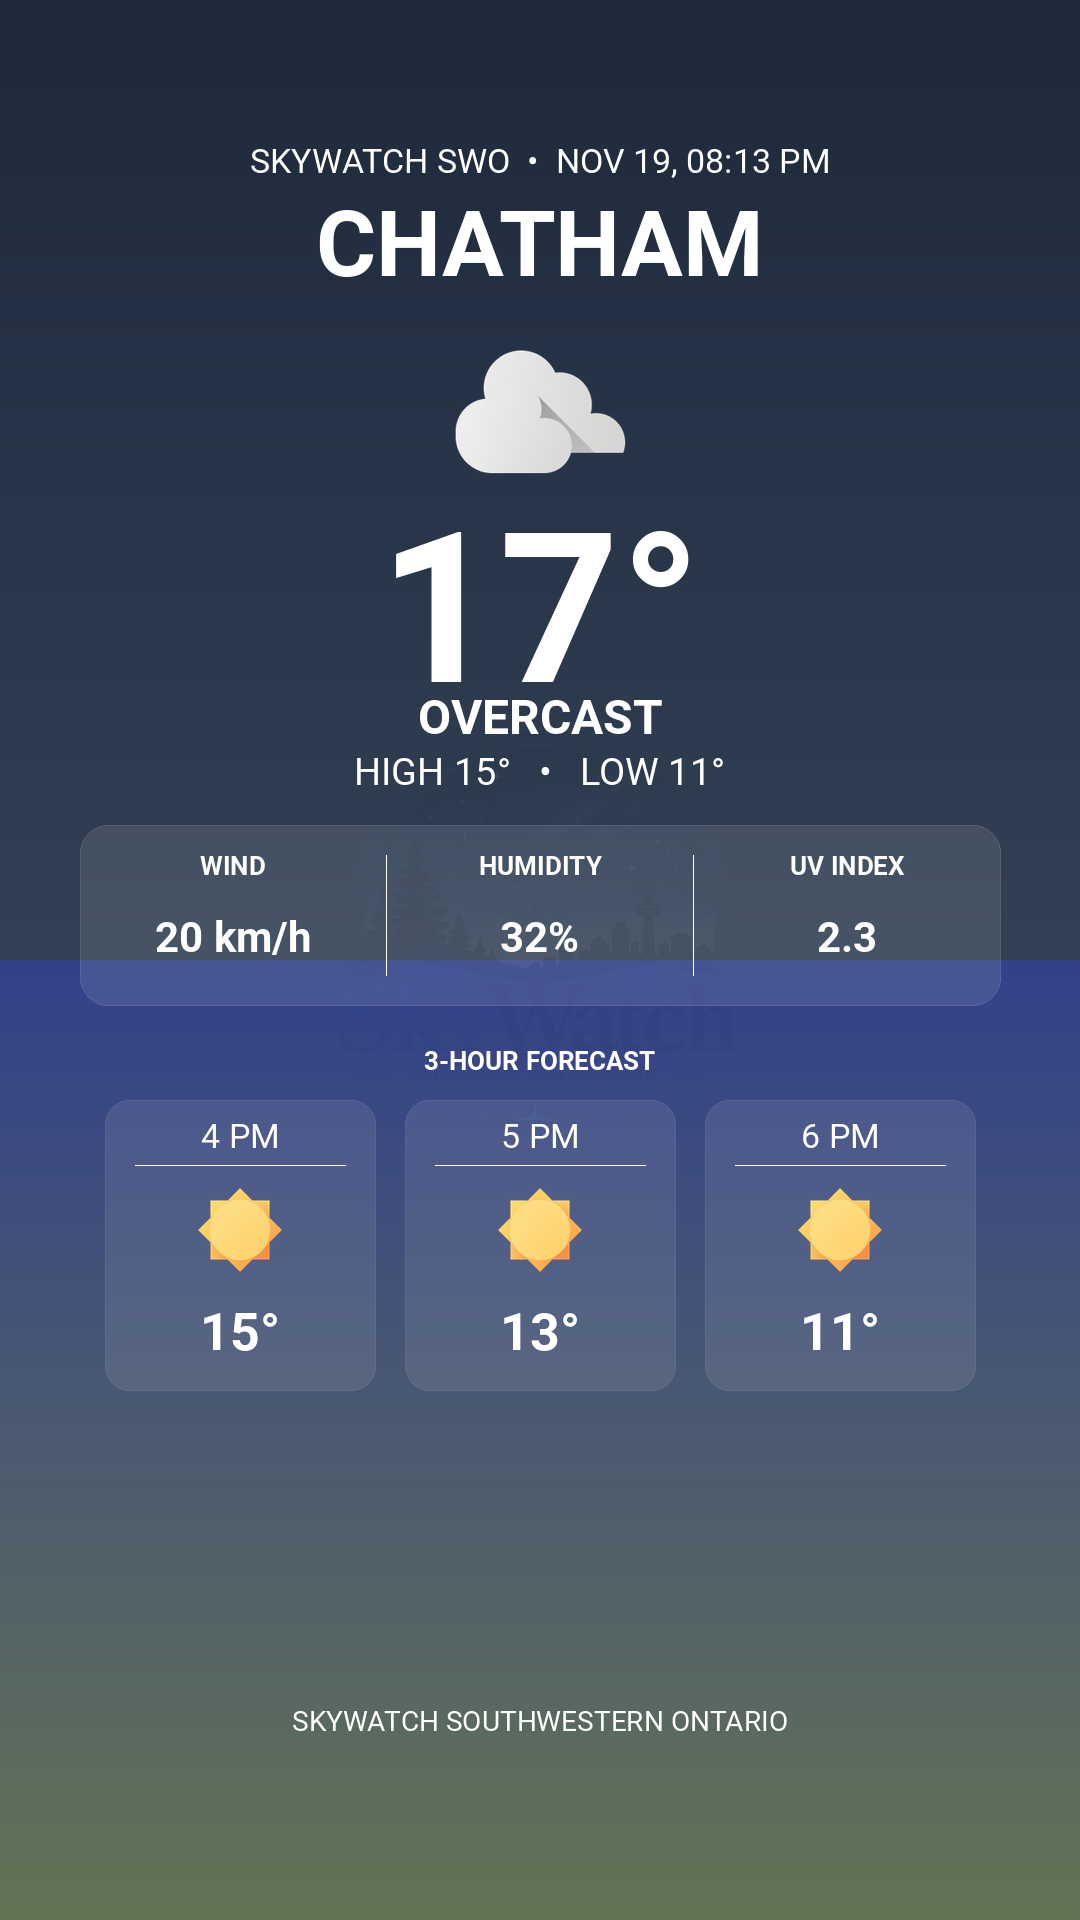 SKYWATCH SWO • NOV 19, 08:13 PM
CHATHAM
17°
OVERCAST
HIGH 15° • LOW 11°
WIND HUMIDITY UV INDEX
20 km/h 32% 2.3
SkyWatch
3-HOUR FORECAST
4 PM 5 PM 6 PM
15° 13° 11°
SKYWATCH SOUTHWESTERN ONTARIO